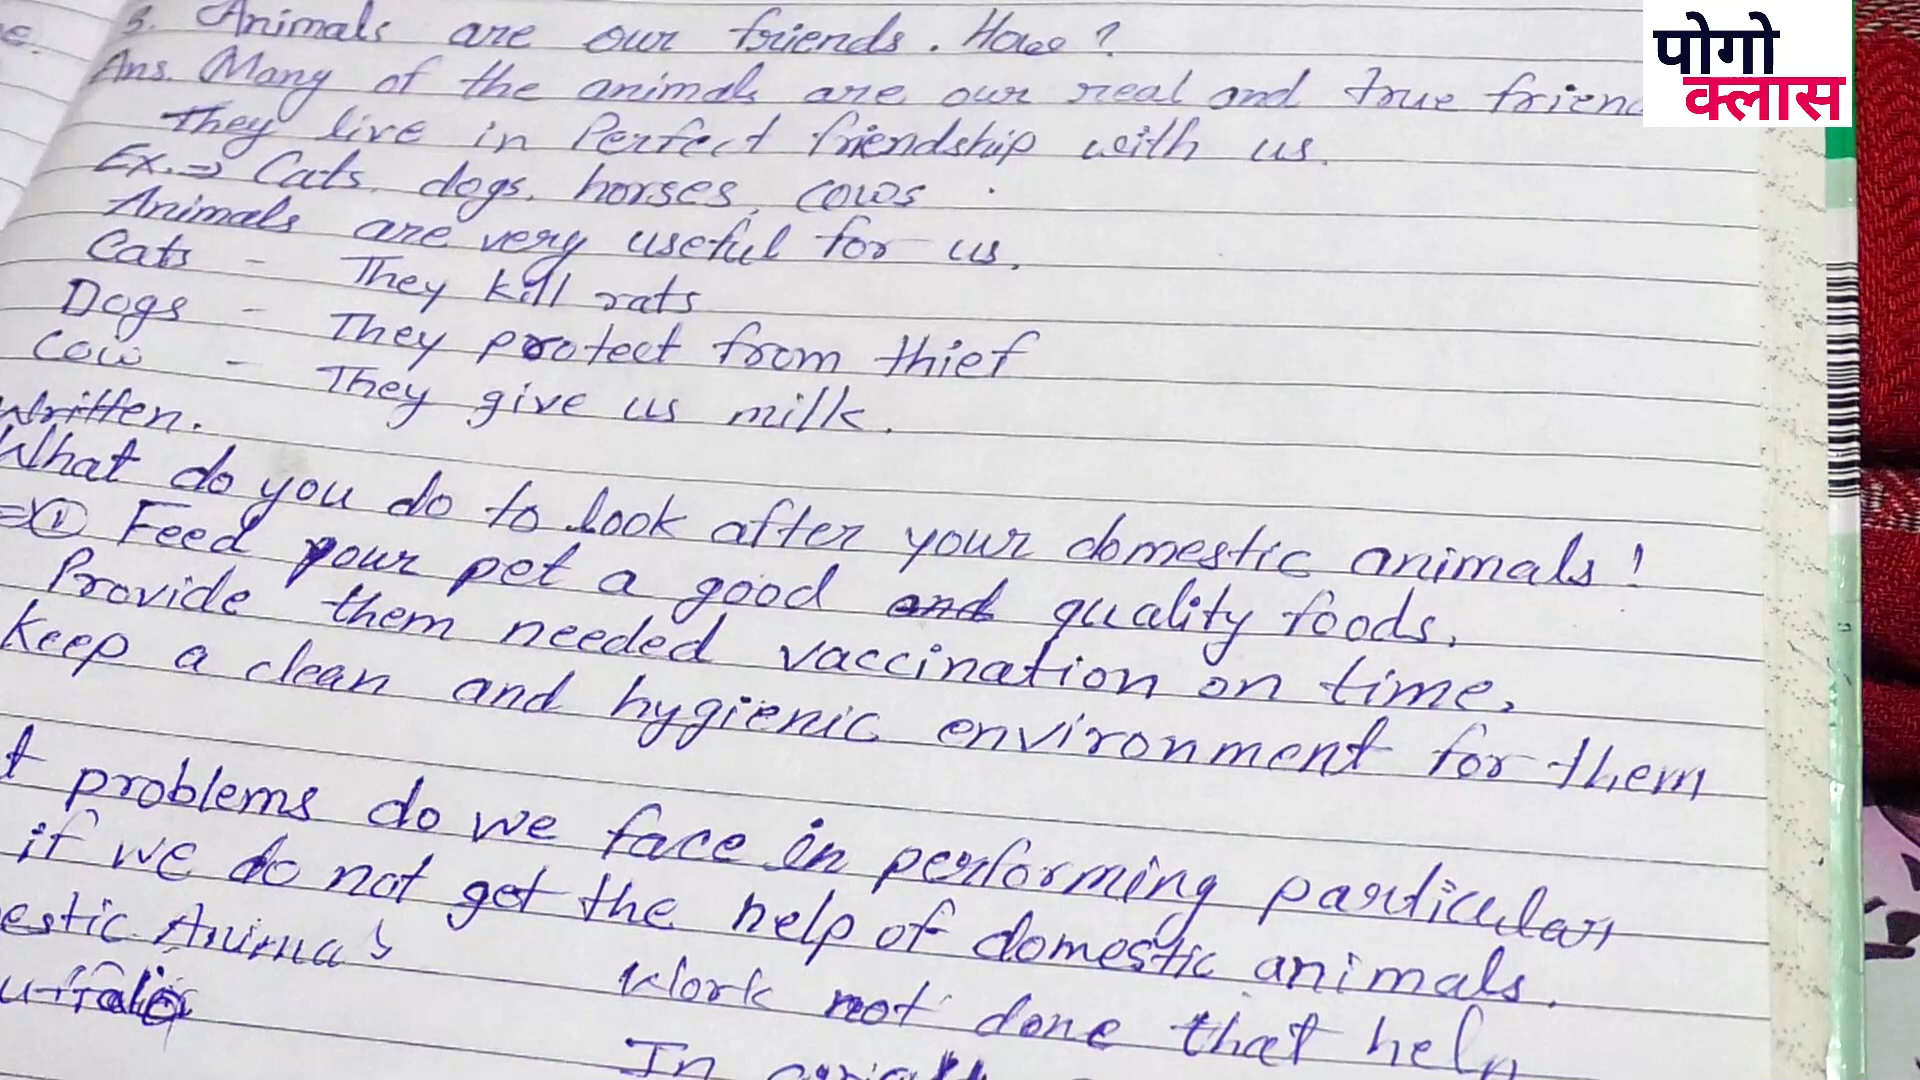 3. Animals are our friends. How?
Ans. Many of the animals are our real and true frien
They live in Perfect friendship with us.
Ex. ⇒ Cats, dogs, horses, cows
Animals are very useful for us.
Cats - They kill rats
Dogs - They protect from thief
Cow - They give us milk.
Written.
What do you do to look after your domestic animals!
⇒ ① Feed your pet a good quality foods.
Provide them needed vaccination on time.
Keep a clean and hygienic environment for them
t problems do we face in performing particular
if we do not get the help of domestic animals.
estic Animals Work not done that help
In
पोगो
क्लास